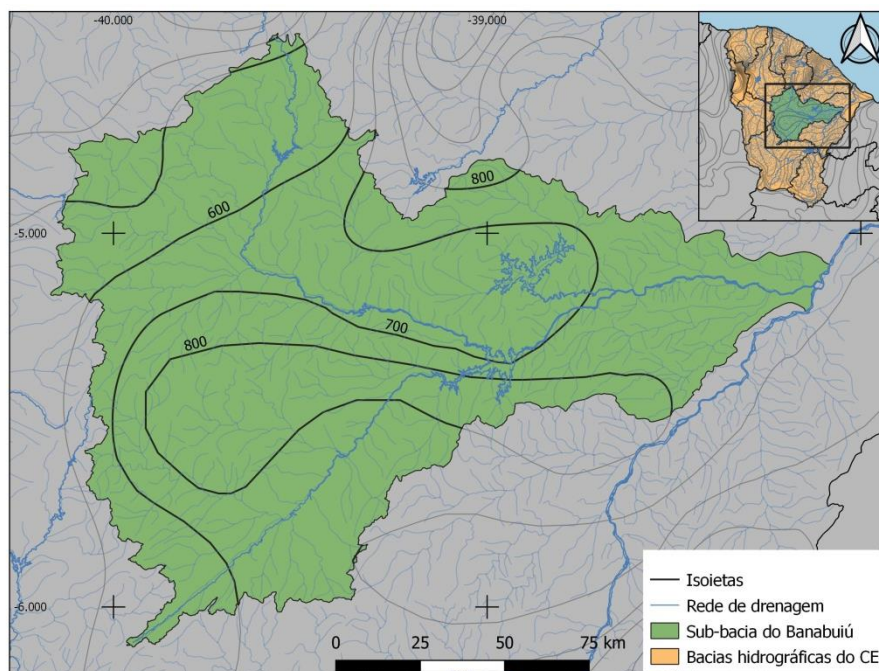 -40.000
-39.000
800
-5.000
600
700
800
-6.000
Isoietas
Rede de drenagem
Sub-bacia do Banabuiú
Bacias hidrográficas do CE
0 25 50 75 km